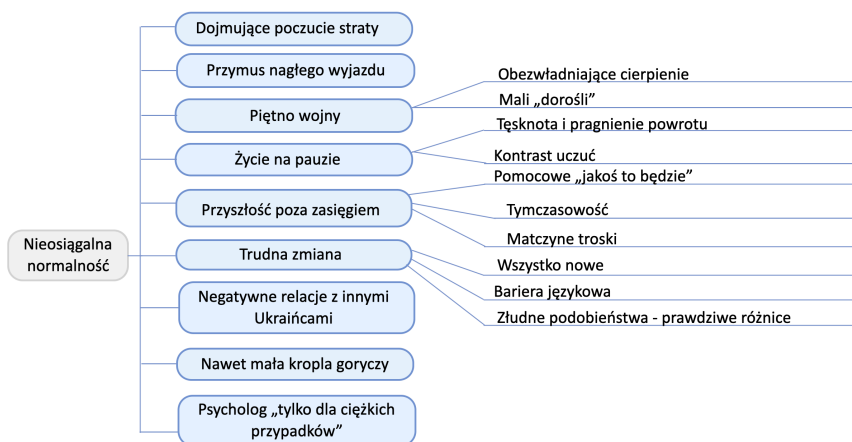 Dojmujące poczucie straty
Przymus nagłego wyjazdu
Piętno wojny
Obezwładniające cierpienie
Mali „dorośli”
Życie na pauzie
Tęsknota i pragnienie powrotu
Kontrast uczuć
Przyszłość poza zasięgiem
Pomocowe „jakoś to będzie”
Tymczasowość
Matczyne troski
Nieosiągalna
normalność
Trudna zmiana
Wszystko nowe
Bariera językowa
Złudne podobieństwa - prawdziwe różnice
Negatywne relacje z innymi
Ukraińcami
Nawet mała kropla goryczy
Psycholog „tylko dla ciężkich
przypadków”